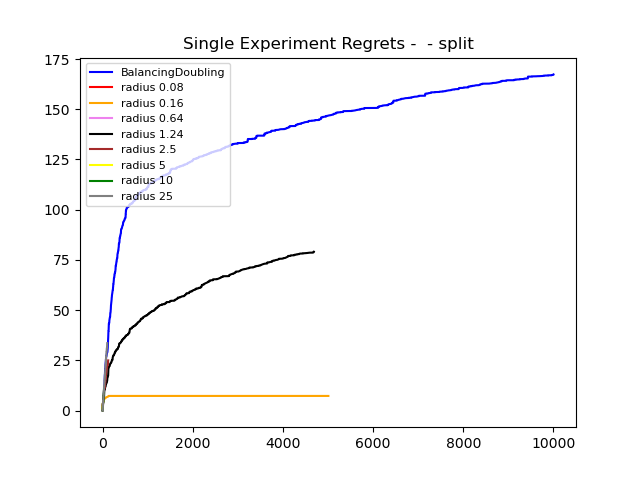 Single Experiment Regrets -  - split
175
150
125
100
75
50
25
0
BalancingDoubling
radius 0.08
radius 0.16
radius 0.64
radius 1.24
radius 2.5
radius 5
radius 10
radius 25
0 2000 4000 6000 8000 10000